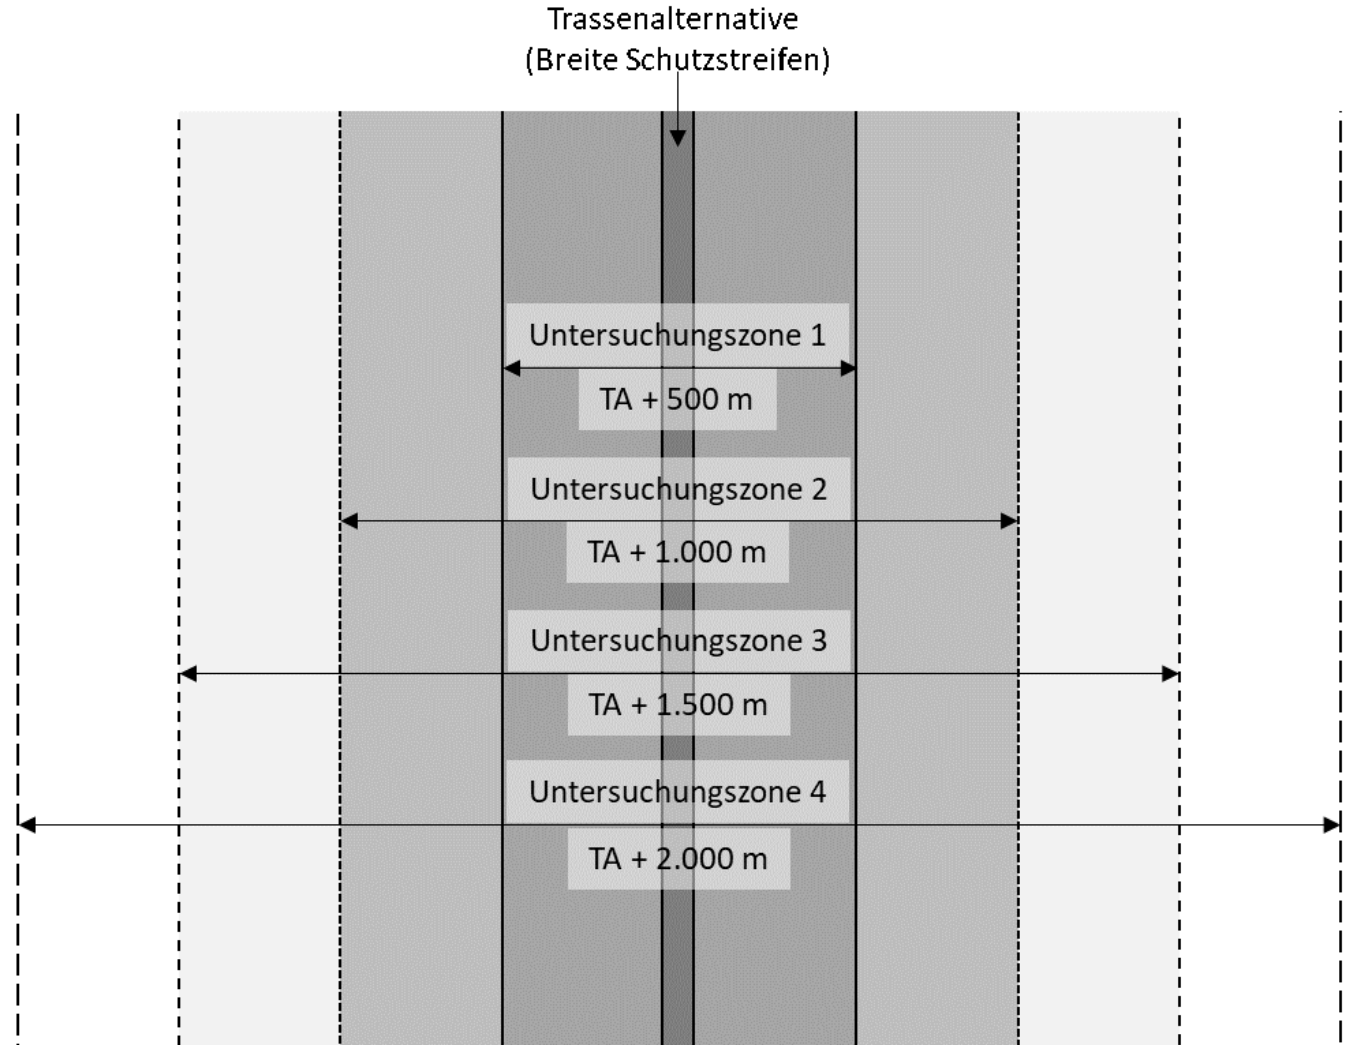 Trassenalternative
(Breite Schutzstreifen)
Untersuchungszone 1
TA + 500 m
Untersuchungszone 2
TA + 1.000 m
Untersuchungszone 3
TA + 1.500 m
Untersuchungszone 4
TA + 2.000 m